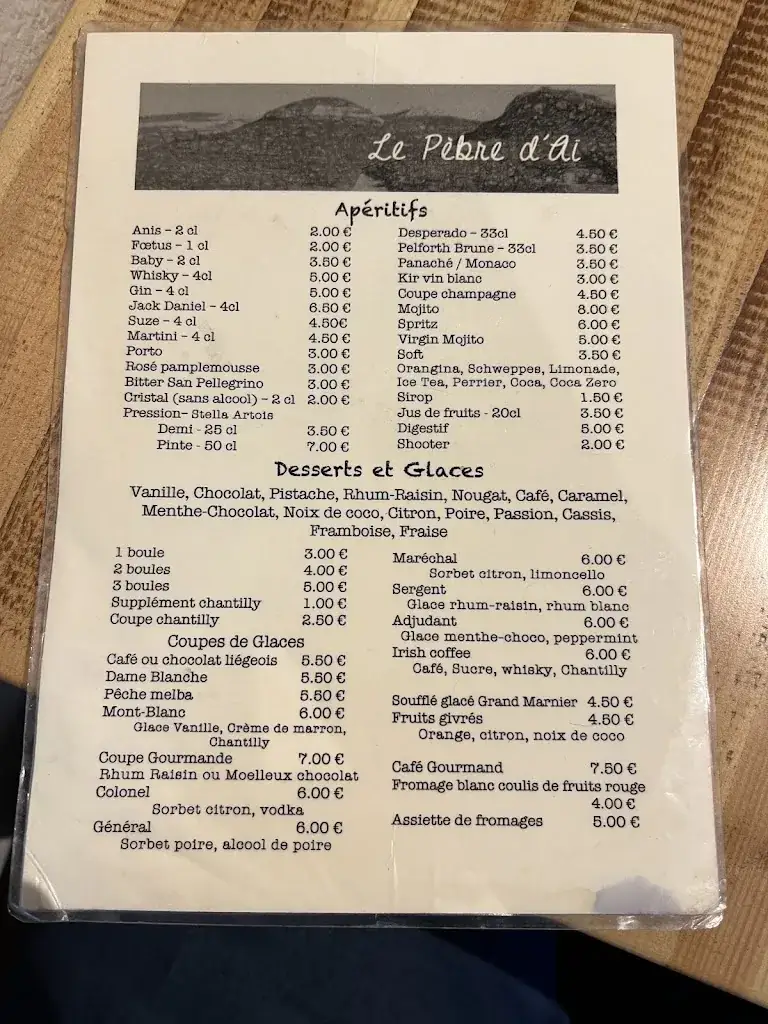 Le Pèbre d'Ai
Apéritifs
Anis - 2 cl 2.00 €
Fœtus - 1 cl 2.00 €
Baby - 2 cl 3.50 €
Whisky - 4cl 5.00 €
Gin - 4 cl 5.00 €
Jack Daniel - 4cl 6.50 €
Suze - 4 cl 4.50€
Martini - 4 cl 4.50 €
Porto 3.00 €
Rosé pamplemousse 3.00 €
Bitter San Pellegrino 3.00 €
Cristal (sans alcool) - 2 cl 2.00 €
Pression- Stella Artois
Demi - 25 cl 3.50 €
Pinte - 50 cl 7.00 €
Desperado - 33cl 4.50 €
Pelforth Brune - 33cl 3.50 €
Panaché / Monaco 3.50 €
Kir vin blanc 3.00 €
Coupe champagne 4.50 €
Mojito 8.00 €
Spritz 6.00 €
Virgin Mojito 5.00 €
Soft 3.50 €
Orangina, Schweppes, Limonade,
Ice Tea, Perrier, Coca, Coca Zero
Sirop 1.50 €
Jus de fruits - 20cl 3.50 €
Digestif 5.00 €
Shooter 2.00 €
Desserts et Glaces
Vanille, Chocolat, Pistache, Rhum-Raisin, Nougat, Café, Caramel,
Menthe-Chocolat, Noix de coco, Citron, Poire, Passion, Cassis,
Framboise, Fraise
1 boule 3.00 €
2 boules 4.00 €
3 boules 5.00 €
Supplément chantilly 1.00 €
Coupe chantilly 2.50 €
Coupes de Glaces
Café ou chocolat liégeois 5.50 €
Dame Blanche 5.50 €
Pêche melba 5.50 €
Mont-Blanc 6.00 €
Glace Vanille, Crème de marron,
Chantilly
Coupe Gourmande 7.00 €
Rhum Raisin ou Moelleux chocolat
Colonel 6.00 €
Sorbet citron, vodka
Général 6.00 €
Sorbet poire, alcool de poire
Maréchal 6.00 €
Sorbet citron, limoncello
Sergent 6.00 €
Glace rhum-raisin, rhum blanc
Adjudant 6.00 €
Glace menthe-choco, peppermint
Irish coffee 6.00 €
Café, Sucre, whisky, Chantilly
Soufflé glacé Grand Marnier 4.50 €
Fruits givrés 4.50 €
Orange, citron, noix de coco
Café Gourmand 7.50 €
Fromage blanc coulis de fruits rouge
4.00 €
Assiette de fromages 5.00 €